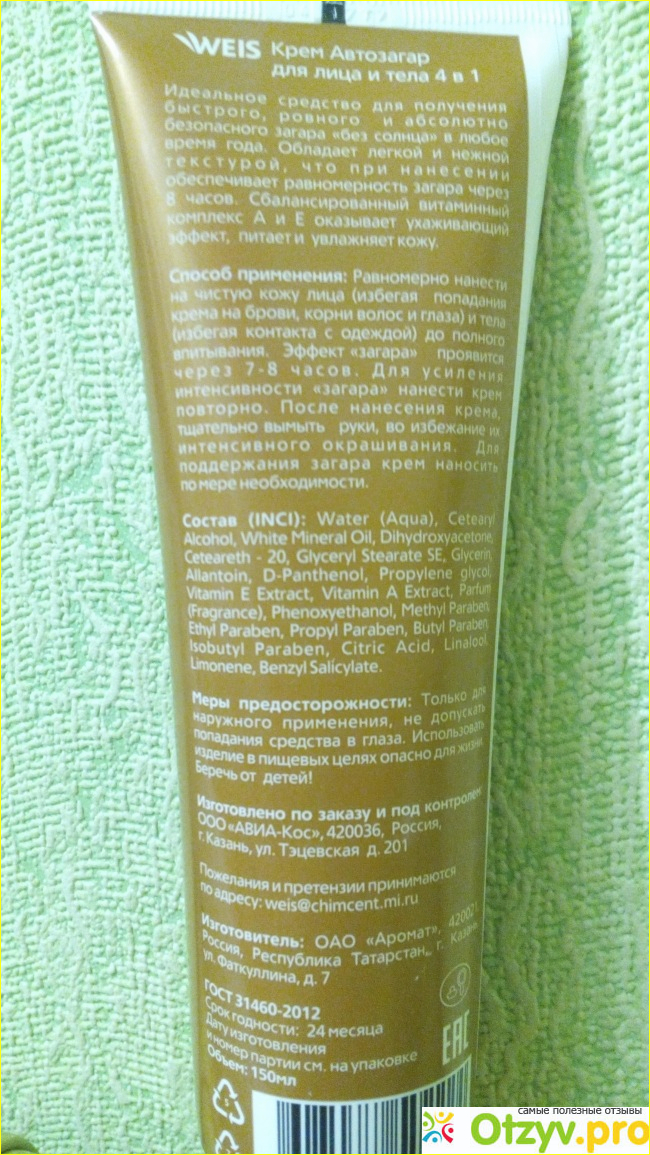 WEIS Крем Автозагар
для лица и тела 4 в 1
Идеальное средство для получения
быстрого, ровного и абсолютно
безопасного загара «без солнца» в любое
время года. Обладает легкой и нежной
текстурой, что при нанесении
обеспечивает равномерность загара через
8 часов. Сбалансированный витаминный
комплекс А и Е оказывает ухаживающий
эффект, питает и увлажняет кожу.
Способ применения: Равномерно нанести
на чистую кожу лица (избегая попадания
крема на брови, корни волос и глаза) и тела
(избегая контакта с одеждой) до полного
впитывания. Эффект «загара» проявится
через 7-8 часов. Для усиления
интенсивности «загара» нанести крем
повторно. После нанесения крема,
тщательно вымыть руки, во избежание их
интенсивного окрашивания. Для
поддержания загара крем наносить
по мере необходимости.
Состав (INCI): Water (Aqua), Cetearyl
Alcohol, White Mineral Oil, Dihydroxyacetone,
Ceteareth - 20, Glyceryl Stearate SE, Glycerin,
Allantoin, D-Panthenol, Propylene glycol,
Vitamin E Extract, Vitamin A Extract, Parfum
(Fragrance), Phenoxyethanol, Methyl Paraben,
Ethyl Paraben, Propyl Paraben, Butyl Paraben,
Isobutyl Paraben, Citric Acid, Linalool,
Limonene, Benzyl Salicylate.
Меры предосторожности: Только для
наружного применения, не допускать
попадания средства в глаза. Использовать
изделие в пищевых целях опасно для жизни.
Беречь от детей!
Изготовлено по заказу и под контролем:
ООО «АВИА-Кос», 420036, Россия,
г. Казань, ул. Тэцевская д. 201
Пожелания и претензии принимаются
по адресу: weis@chimcent.mi.ru
Изготовитель: ОАО «Аромат», 420021,
Россия, Республика Татарстан, г. Казань,
ул. Фаткуллина, д. 7
ГОСТ 31460-2012
Срок годности: 24 месяца
Дату изготовления
и номер партии см. на упаковке
Объем: 150мл
EAC
5
самые полезные отзывы
Otzyv.pro